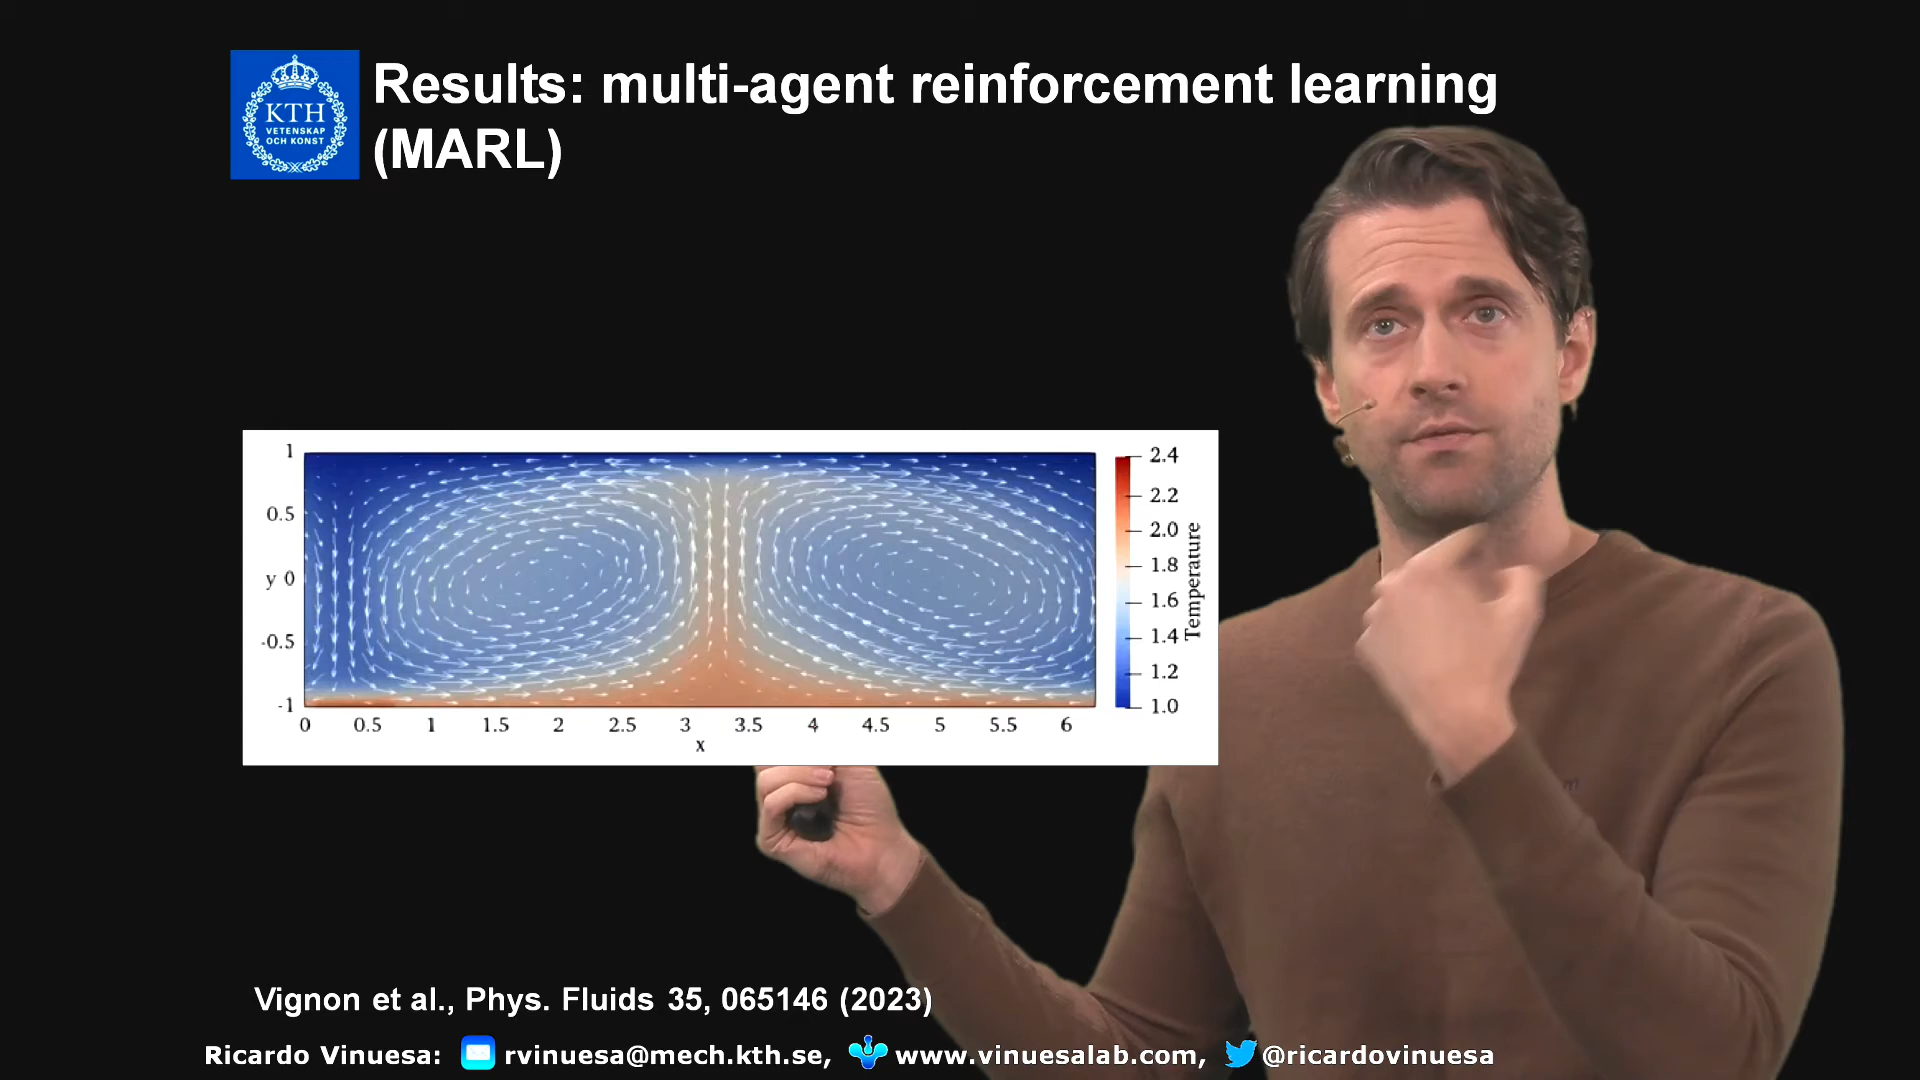 KTH
VETENSKAP
OCH KONST
Results: multi-agent reinforcement learning
(MARL)
1
0.5
y 0
-0.5
-1
0 0.5 1 1.5 2 2.5 3 3.5 4 4.5 5 5.5 6
x
2.4
2.2
2.0
1.8
1.6
1.4
1.2
1.0
Temperature
Vignon et al., Phys. Fluids 35, 065146 (2023)
Ricardo Vinuesa: rvinuesa@mech.kth.se, www.vinuesalab.com, @ricardovinuesa